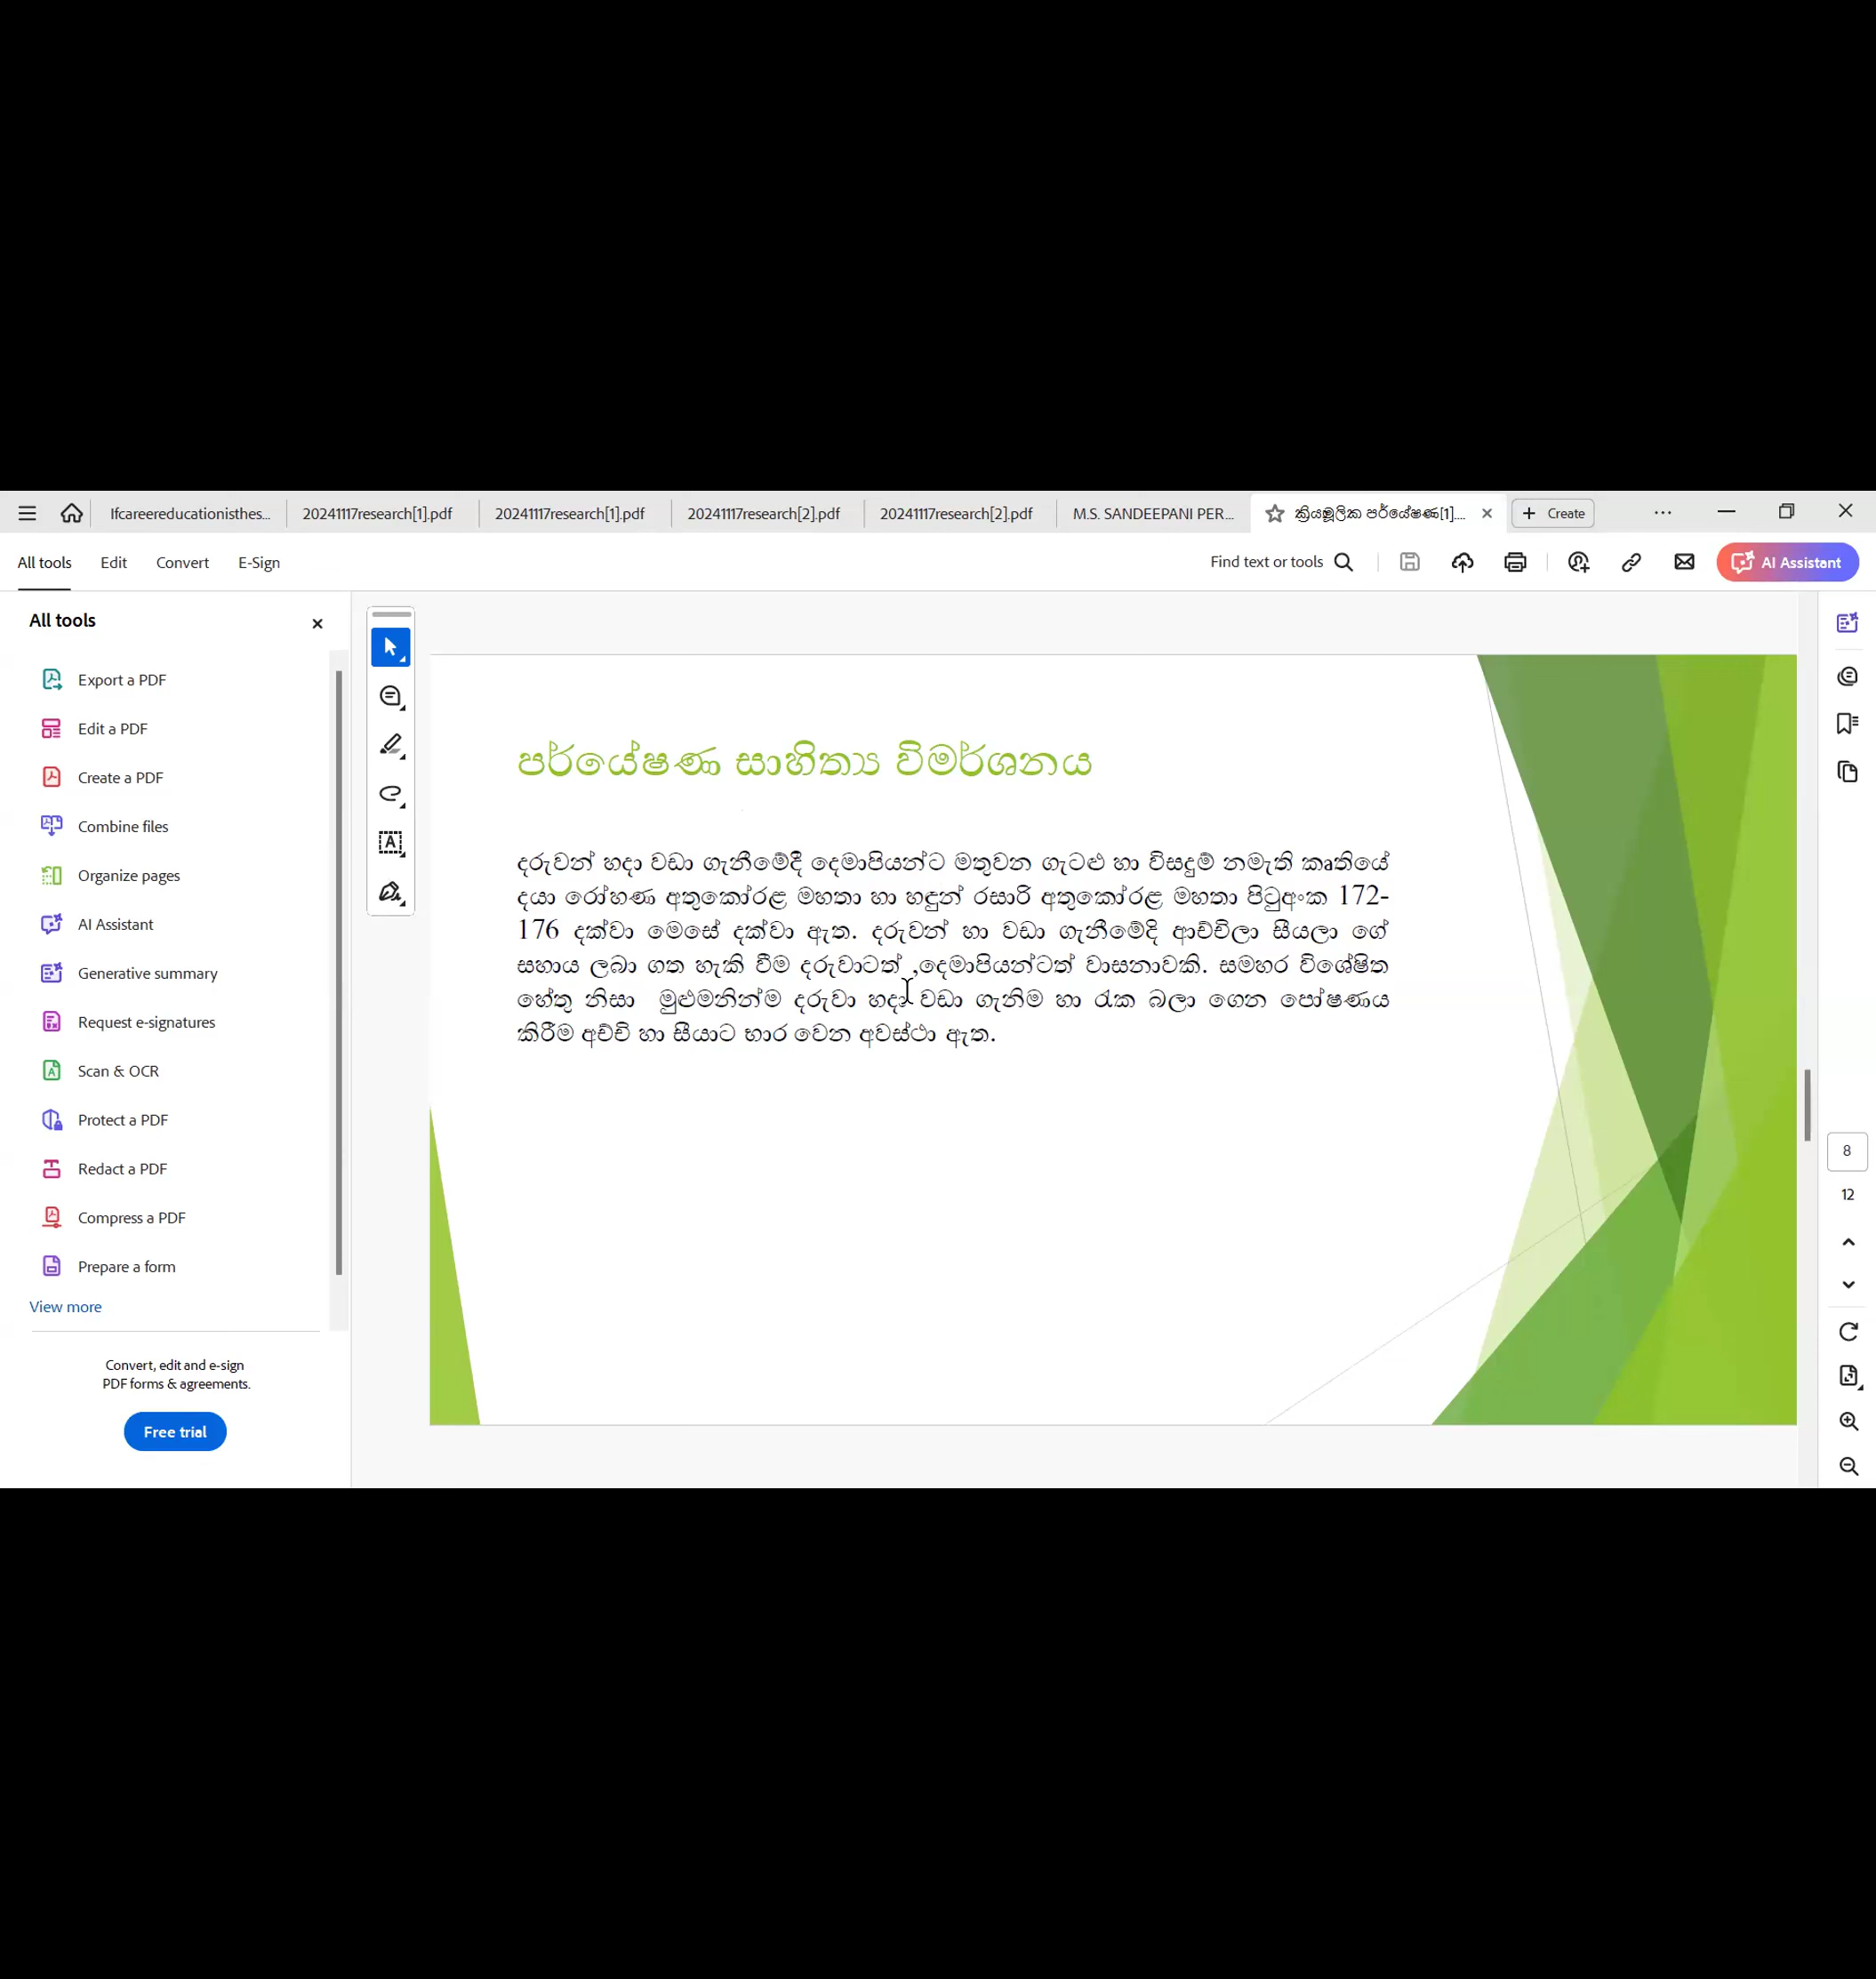 Ifcareereducationisthes...
20241117research[1].pdf
20241117research[1].pdf
20241117research[2].pdf
20241117research[2].pdf
M.S. SANDEEPANI PER...
ක්‍රියාමූලික පර්යේෂණ[1]....
Create
All tools
Edit
Convert
E-Sign
Find text or tools
AI Assistant
All tools
Export a PDF
Edit a PDF
Create a PDF
Combine files
Organize pages
AI Assistant
Generative summary
Request e-signatures
Scan & OCR
Protect a PDF
Redact a PDF
Compress a PDF
Prepare a form
View more
Convert, edit and e-sign
PDF forms & agreements.
Free trial
පර්යේෂණ සාහිත්‍ය විමර්ශනය
දරුවන් හදා වඩා ගැනීමේදී දෙමාපියන්ට මතුවන ගැටළු හා විසදුම් නමැති කෘතියේ
දයා රෝහණ අතුකෝරළ මහතා හා හඳුන් රසාරි අතුකෝරළ මහතා පිටුඅංක 172-
176 දක්වා මෙසේ දක්වා ඇත. දරුවන් හා වඩා ගැනීමේදි ආච්චිලා සීයලා ගේ
සහාය ලබා ගත හැකි වීම දරුවාටත් ,දෙමාපියන්ටත් වාසනාවකි. සමහර විශේෂිත
හේතු නිසා මුළුමනින්ම දරුවා හදා වඩා ගැනිම හා රැක බලා ගෙන පෝෂණය
කිරීම අච්චි හා සීයාට භාර වෙන අවස්ථා ඇත.
8
12